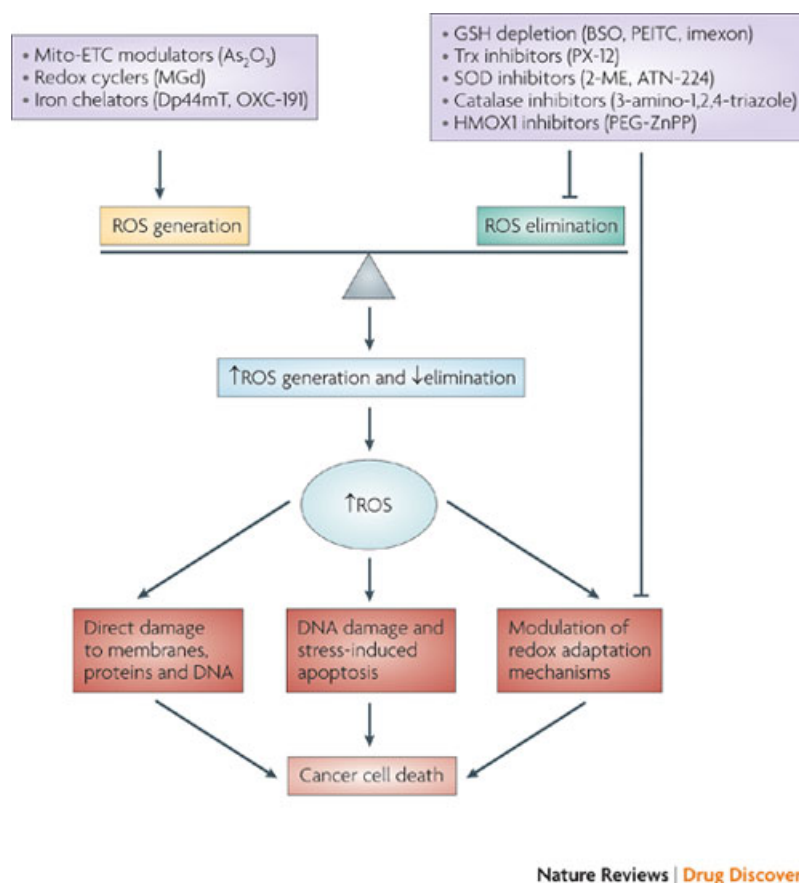 • Mito-ETC modulators (As₂O₃)
• Redox cyclers (MGd)
• Iron chelators (Dp44mT, OXC-191)
• GSH depletion (BSO, PEITC, imexon)
• Trx inhibitors (PX-12)
• SOD inhibitors (2-ME, ATN-224)
• Catalase inhibitors (3-amino-1,2,4-triazole)
• HMOX1 inhibitors (PEG-ZnPP)
ROS generation
ROS elimination
↑ROS generation and ↓elimination
↑ROS
Direct damage
to membranes,
proteins and DNA
DNA damage and
stress-induced
apoptosis
Modulation of
redox adaptation
mechanisms
Cancer cell death
Nature Reviews | Drug Discover